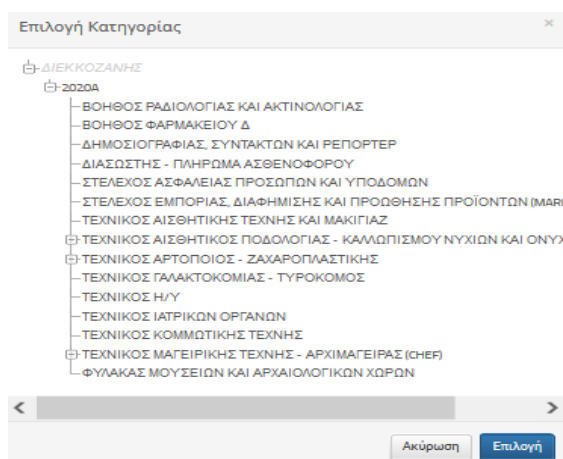 Επιλογή Κατηγορίας
×
ΔΙΕΚΚΟΖΑΝΗΣ
2020Α
ΒΟΗΘΟΣ ΡΑΔΙΟΛΟΓΙΑΣ ΚΑΙ ΑΚΤΙΝΟΛΟΓΙΑΣ
ΒΟΗΘΟΣ ΦΑΡΜΑΚΕΙΟΥ Δ
ΔΗΜΟΣΙΟΓΡΑΦΙΑΣ, ΣΥΝΤΑΚΤΩΝ ΚΑΙ ΡΕΠΟΡΤΕΡ
ΔΙΑΣΩΣΤΗΣ - ΠΛΗΡΩΜΑ ΑΣΘΕΝΟΦΟΡΟΥ
ΣΤΕΛΕΧΟΣ ΑΣΦΑΛΕΙΑΣ ΠΡΟΣΩΠΩΝ ΚΑΙ ΥΠΟΔΟΜΩΝ
ΣΤΕΛΕΧΟΣ ΕΜΠΟΡΙΑΣ, ΔΙΑΦΗΜΙΣΗΣ ΚΑΙ ΠΡΟΩΘΗΣΗΣ ΠΡΟΪΟΝΤΩΝ (MARI
ΤΕΧΝΙΚΟΣ ΑΙΣΘΗΤΙΚΗΣ ΤΕΧΝΗΣ ΚΑΙ ΜΑΚΙΓΙΑΖ
ΤΕΧΝΙΚΟΣ ΑΙΣΘΗΤΙΚΟΣ ΠΟΔΟΛΟΓΙΑΣ - ΚΑΛΛΩΠΙΣΜΟΥ ΝΥΧΙΩΝ ΚΑΙ ΟΝΥΧ
ΤΕΧΝΙΚΟΣ ΑΡΤΟΠΟΙΟΣ - ΖΑΧΑΡΟΠΛΑΣΤΙΚΗΣ
ΤΕΧΝΙΚΟΣ ΓΑΛΑΚΤΟΚΟΜΙΑΣ - ΤΥΡΟΚΟΜΟΣ
ΤΕΧΝΙΚΟΣ Η/Υ
ΤΕΧΝΙΚΟΣ ΙΑΤΡΙΚΩΝ ΟΡΓΑΝΩΝ
ΤΕΧΝΙΚΟΣ ΚΟΜΜΩΤΙΚΗΣ ΤΕΧΝΗΣ
ΤΕΧΝΙΚΟΣ ΜΑΓΕΙΡΙΚΗΣ ΤΕΧΝΗΣ - ΑΡΧΙΜΑΓΕΙΡΑΣ (CHEF)
ΦΥΛΑΚΑΣ ΜΟΥΣΕΙΩΝ ΚΑΙ ΑΡΧΑΙΟΛΟΓΙΚΩΝ ΧΩΡΩΝ
Ακύρωση Επιλογή